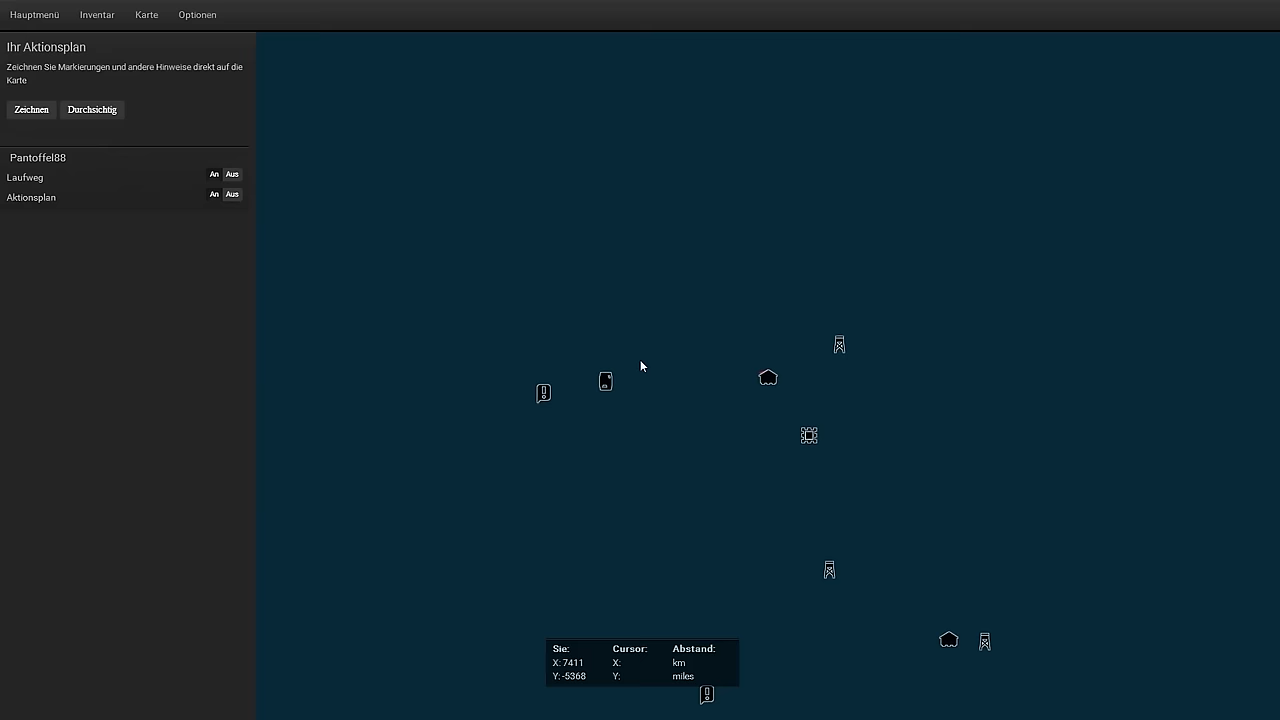 Hauptmenü Inventar Karte Optionen
Ihr Aktionsplan
Zeichnen Sie Markierungen und andere Hinweise direkt auf die
Karte
Zeichnen Durchsichtig
Pantoffel88
Laufweg An Aus
Aktionsplan An Aus
Sie: Cursor: Abstand:
X: 7411 X: km
Y: -5368 Y: miles